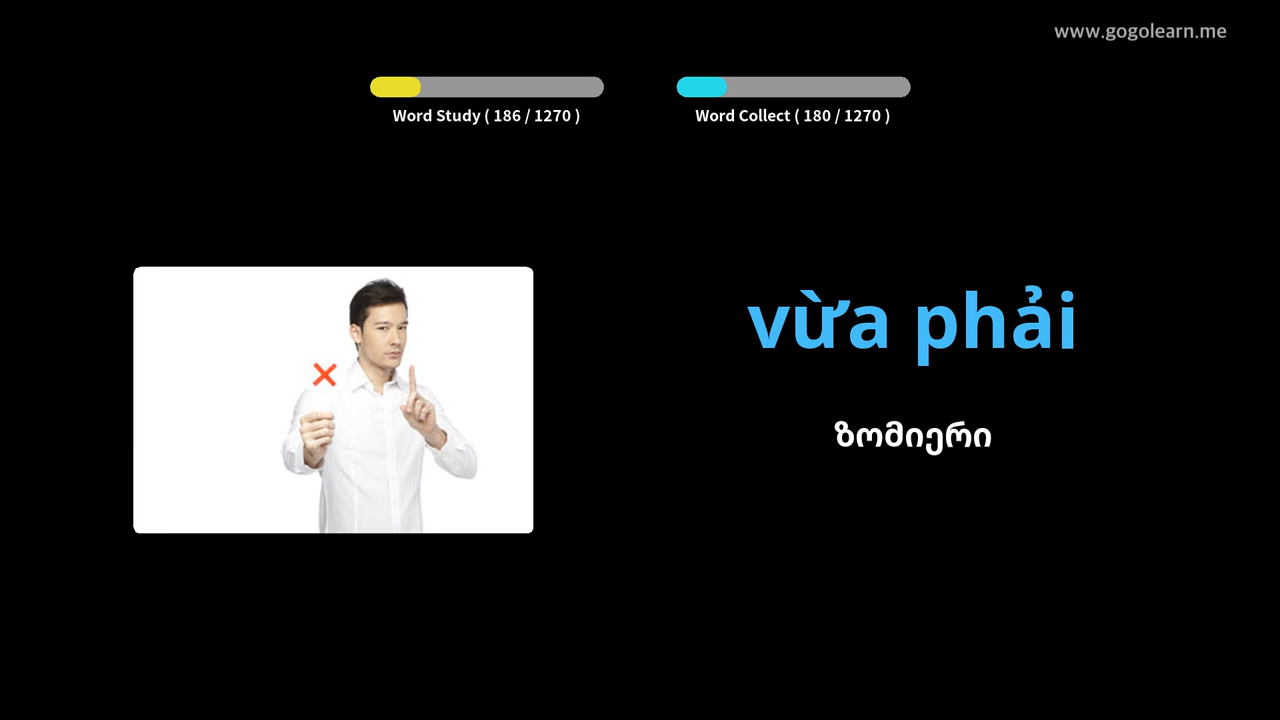 www.gogolearn.me
Word Study ( 186 / 1270 )
Word Collect ( 180 / 1270 )
vừa phải
ზომიერი